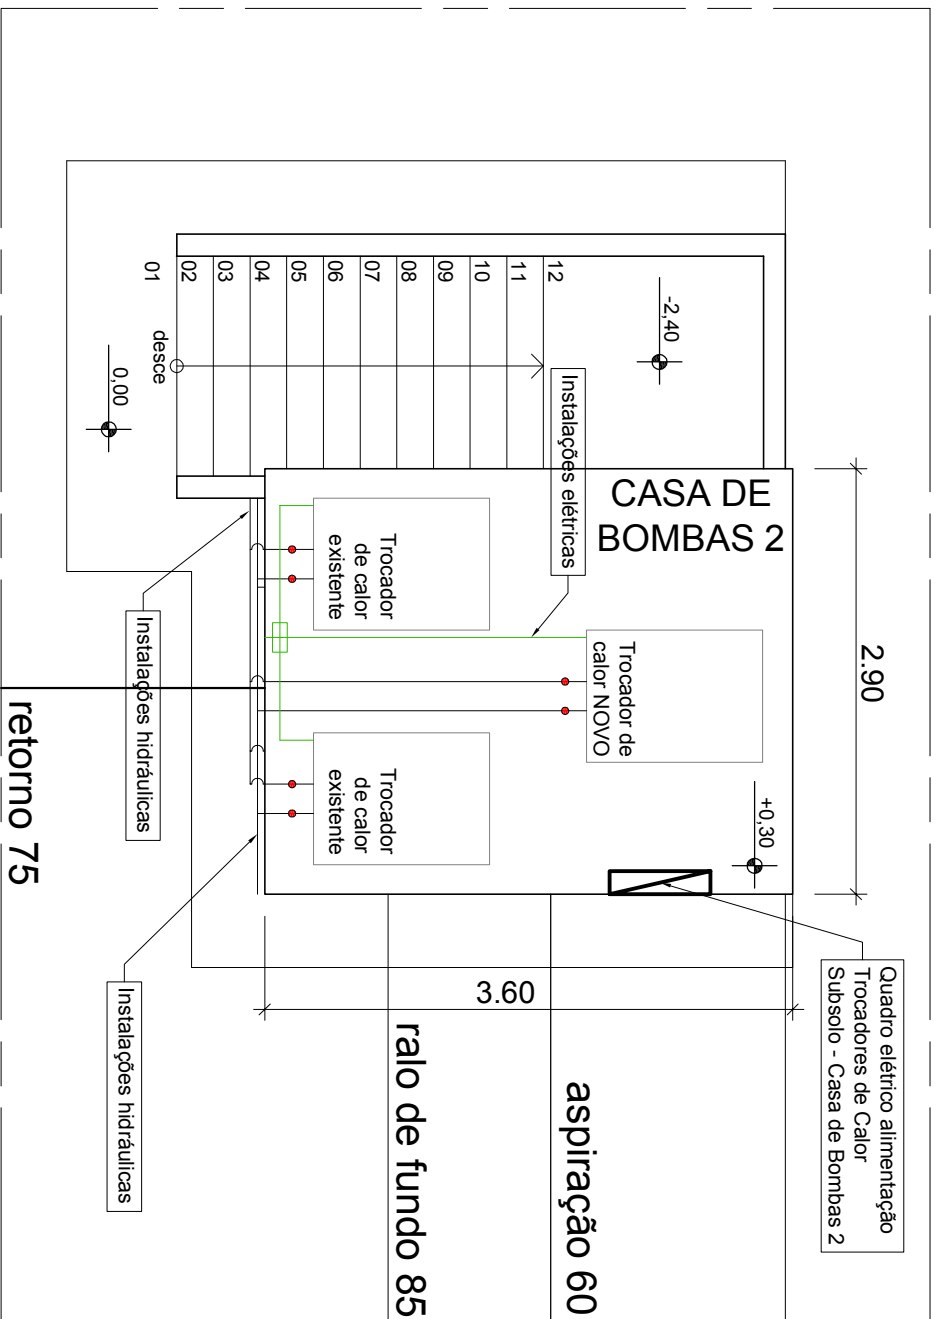 CASA DE
BOMBAS 2
2.90
3.60
Quadro elétrico alimentação
Trocadores de Calor
Subsolo - Casa de Bombas 2
+0,30
-2,40
0,00
desce
01
02
03
04
05
06
07
08
09
10
11
12
Instalações elétricas
Trocador
de calor
existente
Trocador de
calor NOVO
Trocador
de calor
existente
Instalações hidráulicas
Instalações hidráulicas
retorno 75
ralo de fundo 85
aspiração 60